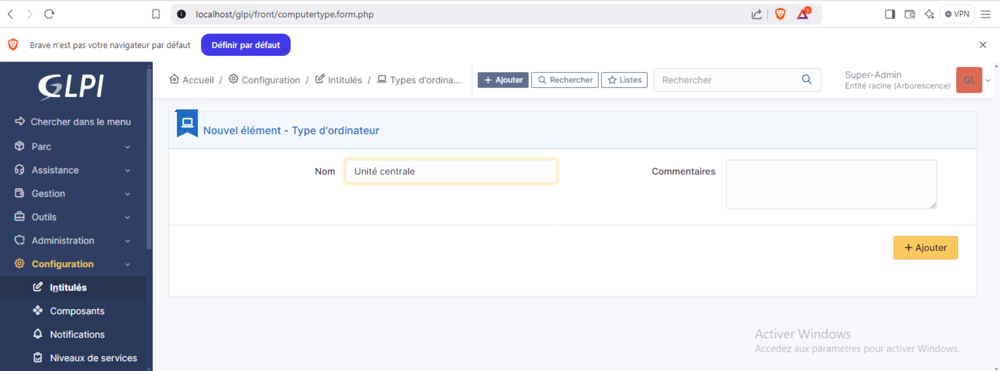 localhost/glpi/front/computertype.form.php
1
VPN
Brave n'est pas votre navigateur par défaut
Définir par défaut
GLPI
Accueil / Configuration / Intitulés / Types d'ordina...
+ Ajouter
Rechercher
Listes
Rechercher
Super-Admin
Entité racine (Arborescence)
GL
Chercher dans le menu
Parc
Assistance
Gestion
Outils
Administration
Configuration
Intitulés
Composants
Notifications
Niveaux de services
Nouvel élément - Type d'ordinateur
Nom
Unité centrale
Commentaires
+ Ajouter
Activer Windows
Accédez aux paramètres pour activer Windows.